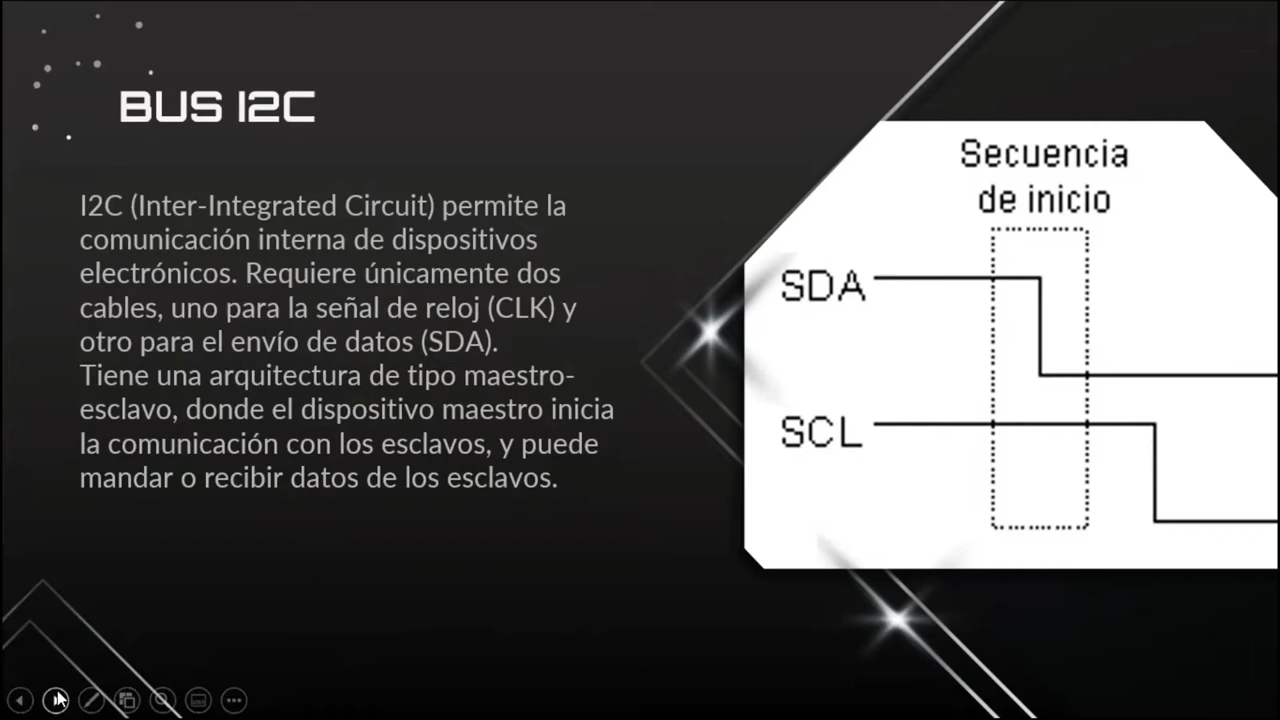 BUS I2C
I2C (Inter-Integrated Circuit) permite la
comunicación interna de dispositivos
electrónicos. Requiere únicamente dos
cables, uno para la señal de reloj (CLK) y
otro para el envío de datos (SDA).
Tiene una arquitectura de tipo maestro-
esclavo, donde el dispositivo maestro inicia
la comunicación con los esclavos, y puede
mandar o recibir datos de los esclavos.
Secuencia
de inicio
SDA
SCL